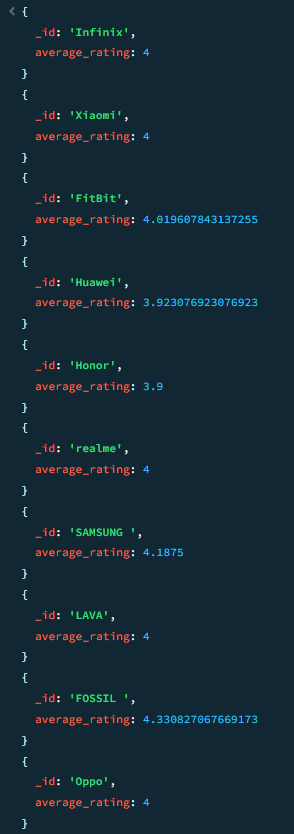 < {
_id: 'Infinix',
average_rating: 4
}
{
_id: 'Xiaomi',
average_rating: 4
}
{
_id: 'FitBit',
average_rating: 4.019607843137255
}
{
_id: 'Huawei',
average_rating: 3.923076923076923
}
{
_id: 'Honor',
average_rating: 3.9
}
{
_id: 'realme',
average_rating: 4
}
{
_id: 'SAMSUNG ',
average_rating: 4.1875
}
{
_id: 'LAVA',
average_rating: 4
}
{
_id: 'FOSSIL ',
average_rating: 4.330827067669173
}
{
_id: 'Oppo',
average_rating: 4
}